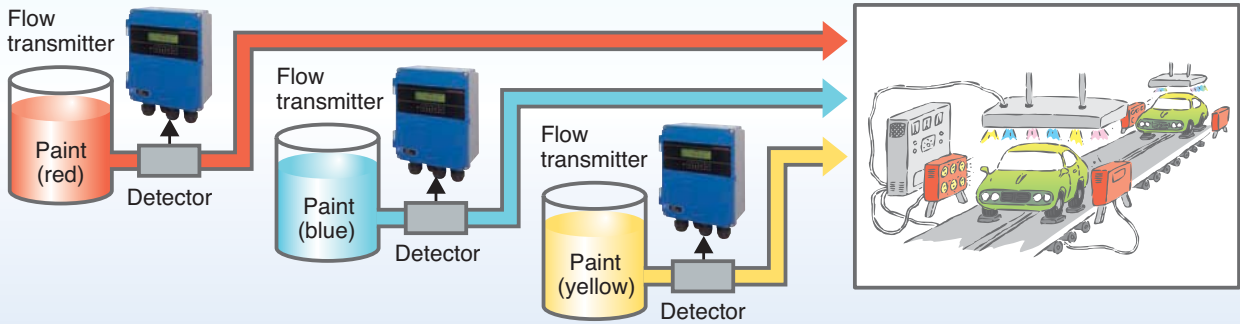 Flow
transmitter
Paint
(red)
Detector
Flow
transmitter
Paint
(blue)
Detector
Flow
transmitter
Paint
(yellow)
Detector